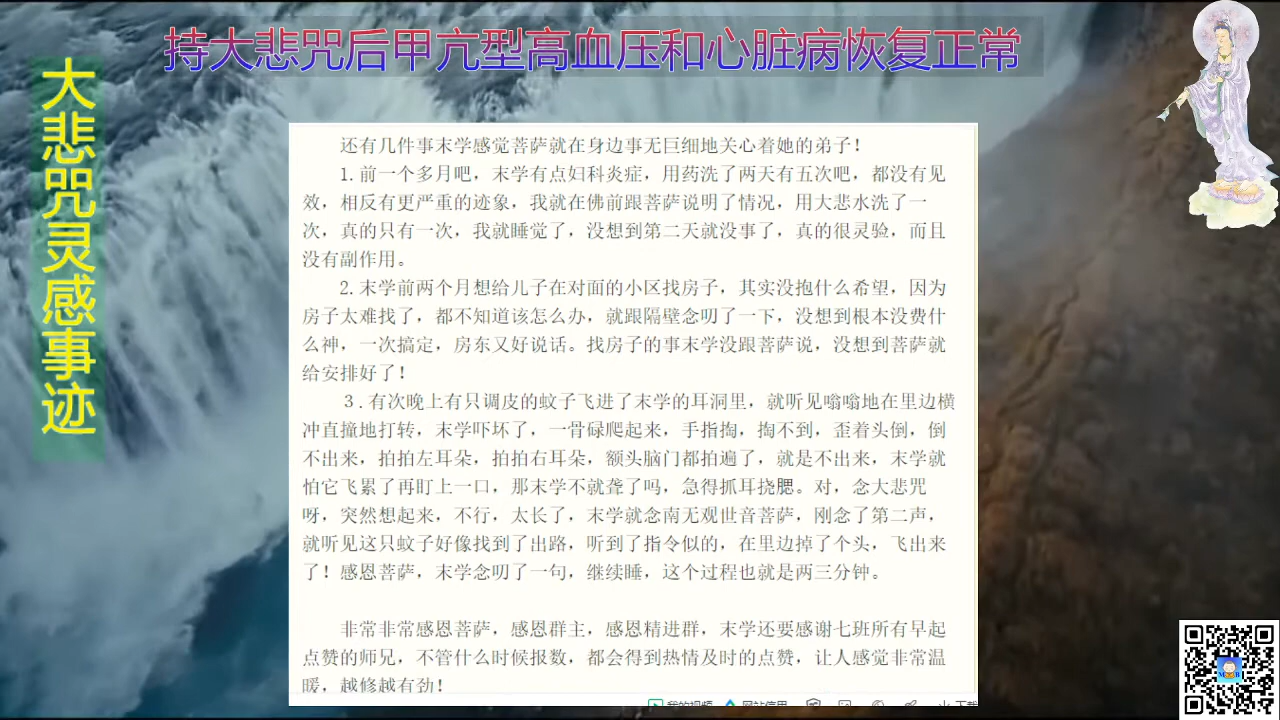 持大悲咒后甲亢型高血压和心脏病恢复正常
大悲咒灵感事迹
还有几件事末学感觉菩萨就在身边事无巨细地关心着她的弟子！
1.前一个多月吧，末学有点妇科炎症，用药洗了两天有五次吧，都没有见
效，相反有更严重的迹象，我就在佛前跟菩萨说明了情况，用大悲水洗了一
次，真的只有一次，我就睡觉了，没想到第二天就没事了，真的很灵验，而且
没有副作用。
2.末学前两个月想给儿子在对面的小区找房子，其实没抱什么希望，因为
房子太难找了，都不知道该怎么办，就跟隔壁念叨了一下，没想到根本没费什
么神，一次搞定，房东又好说话。找房子的事末学没跟菩萨说，没想到菩萨就
给安排好了！
３.有次晚上有只调皮的蚊子飞进了末学的耳洞里，就听见嗡嗡地在里边横
冲直撞地打转，末学吓坏了，一骨碌爬起来，手指掏，掏不到，歪着头倒，倒
不出来，拍拍左耳朵，拍拍右耳朵，额头脑门都拍遍了，就是不出来，末学就
怕它飞累了再盯上一口，那末学不就聋了吗，急得抓耳挠腮。对，念大悲咒
呀，突然想起来，不行，太长了，末学就念南无观世音菩萨，刚念了第二声，
就听见这只蚊子好像找到了出路，听到了指令似的，在里边掉了个头，飞出来
了！感恩菩萨，末学念叨了一句，继续睡，这个过程也就是两三分钟。
非常非常感恩菩萨，感恩群主，感恩精进群，末学还要感谢七班所有早起
点赞的师兄，不管什么时候报数，都会得到热情及时的点赞，让人感觉非常温
暖，越修越有劲！
我的视频 网站信用 下载